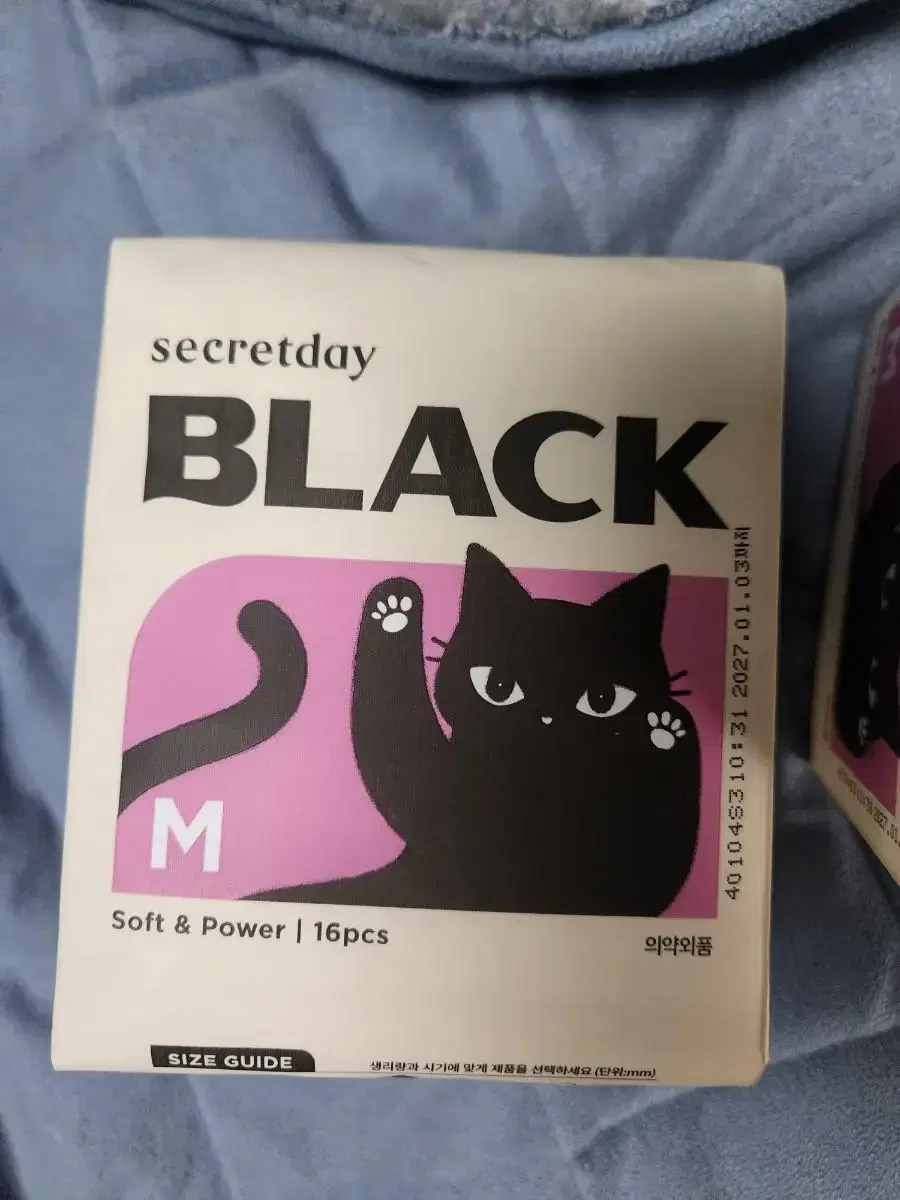 secretday
BLACK
M
Soft & Power | 16pcs
의약외품
4010483 10:31 2027.01.03까지
SIZE GUIDE
생리량과 시기에 맞게 제품을 선택하세요 (단위:mm)